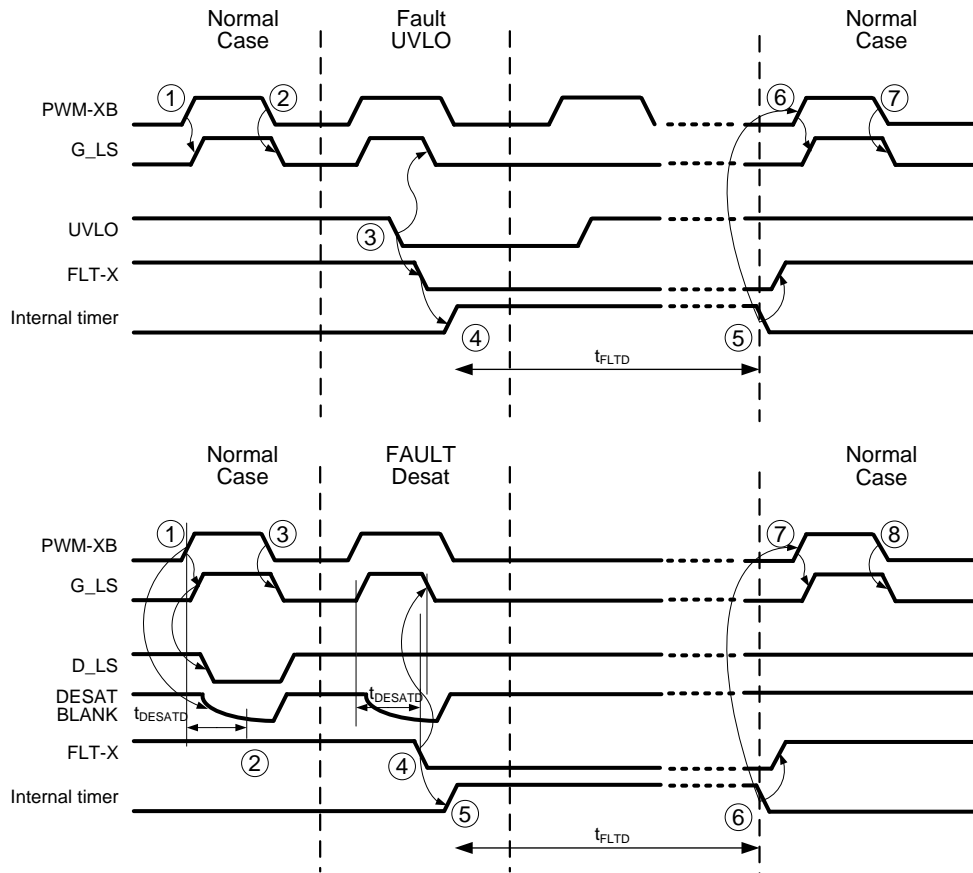 Normal
Case
Fault
UVLO
Normal
Case
PWM-XB
1
2
6
7
G_LS
UVLO
3
FLT-X
Internal timer
4
5
tFLTD
Normal
Case
FAULT
Desat
Normal
Case
PWM-XB
1
3
7
8
G_LS
D_LS
DESAT
BLANK
tDESATD
tDESATD
FLT-X
2
4
Internal timer
5
6
tFLTD